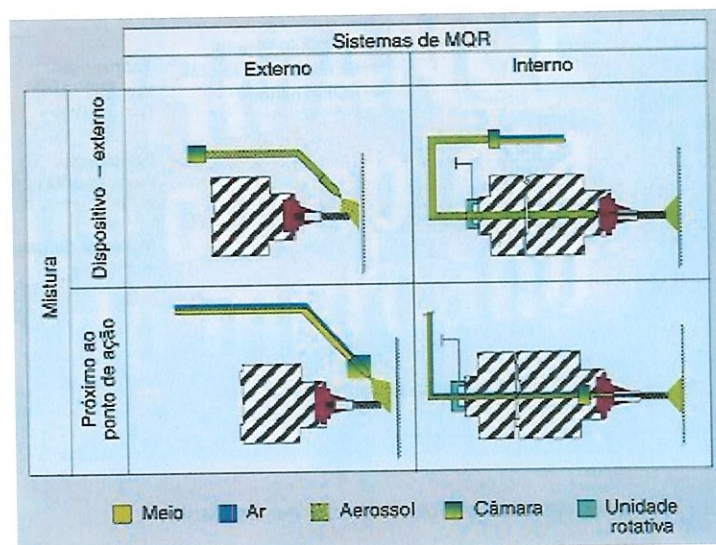 Sistemas de MQR
Externo
Interno
Mistura
Dispositivo – externo
Próximo ao
ponto de ação
Meio
Ar
Aerossol
Câmara
Unidade
rotativa